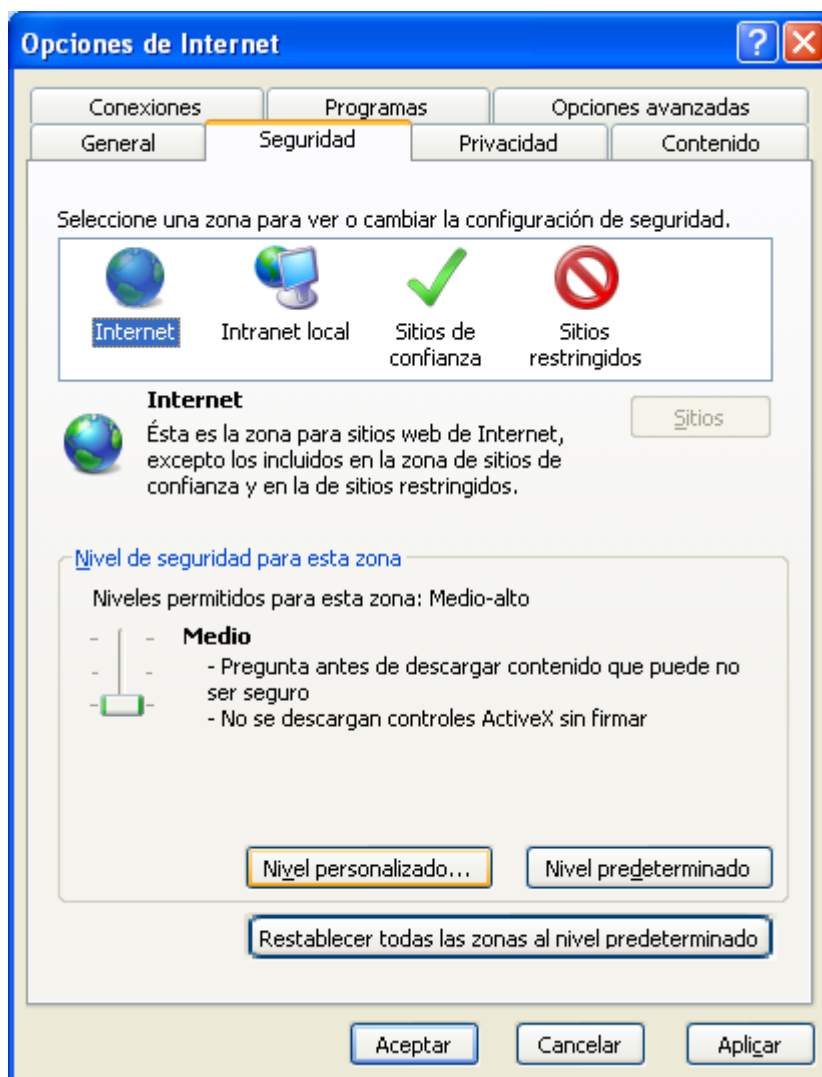 Opciones de Internet
?
Conexiones Programas Opciones avanzadas
General Seguridad Privacidad Contenido
Seleccione una zona para ver o cambiar la configuración de seguridad.
Internet Intranet local Sitios de confianza Sitios restringidos
Internet
Sitios
Ésta es la zona para sitios web de Internet,
excepto los incluidos en la zona de sitios de
confianza y en la de sitios restringidos.
Nivel de seguridad para esta zona
Niveles permitidos para esta zona: Medio-alto
Medio
- Pregunta antes de descargar contenido que puede no
ser seguro
- No se descargan controles ActiveX sin firmar
Nivel personalizado... Nivel predeterminado
Restablecer todas las zonas al nivel predeterminado
Aceptar Cancelar Aplicar